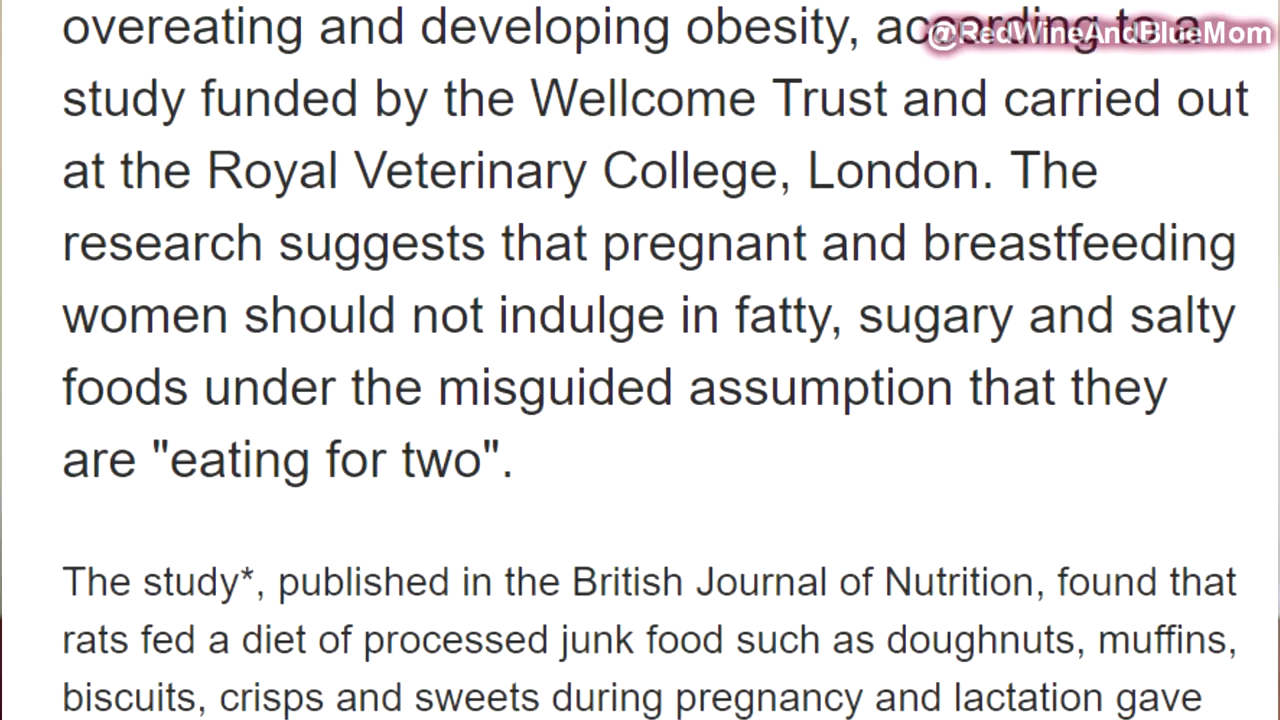 overeating and developing obesity, according to a
@RedWineAndBlueMom
study funded by the Wellcome Trust and carried out
at the Royal Veterinary College, London. The
research suggests that pregnant and breastfeeding
women should not indulge in fatty, sugary and salty
foods under the misguided assumption that they
are "eating for two".
The study*, published in the British Journal of Nutrition, found that
rats fed a diet of processed junk food such as doughnuts, muffins,
biscuits, crisps and sweets during pregnancy and lactation gave